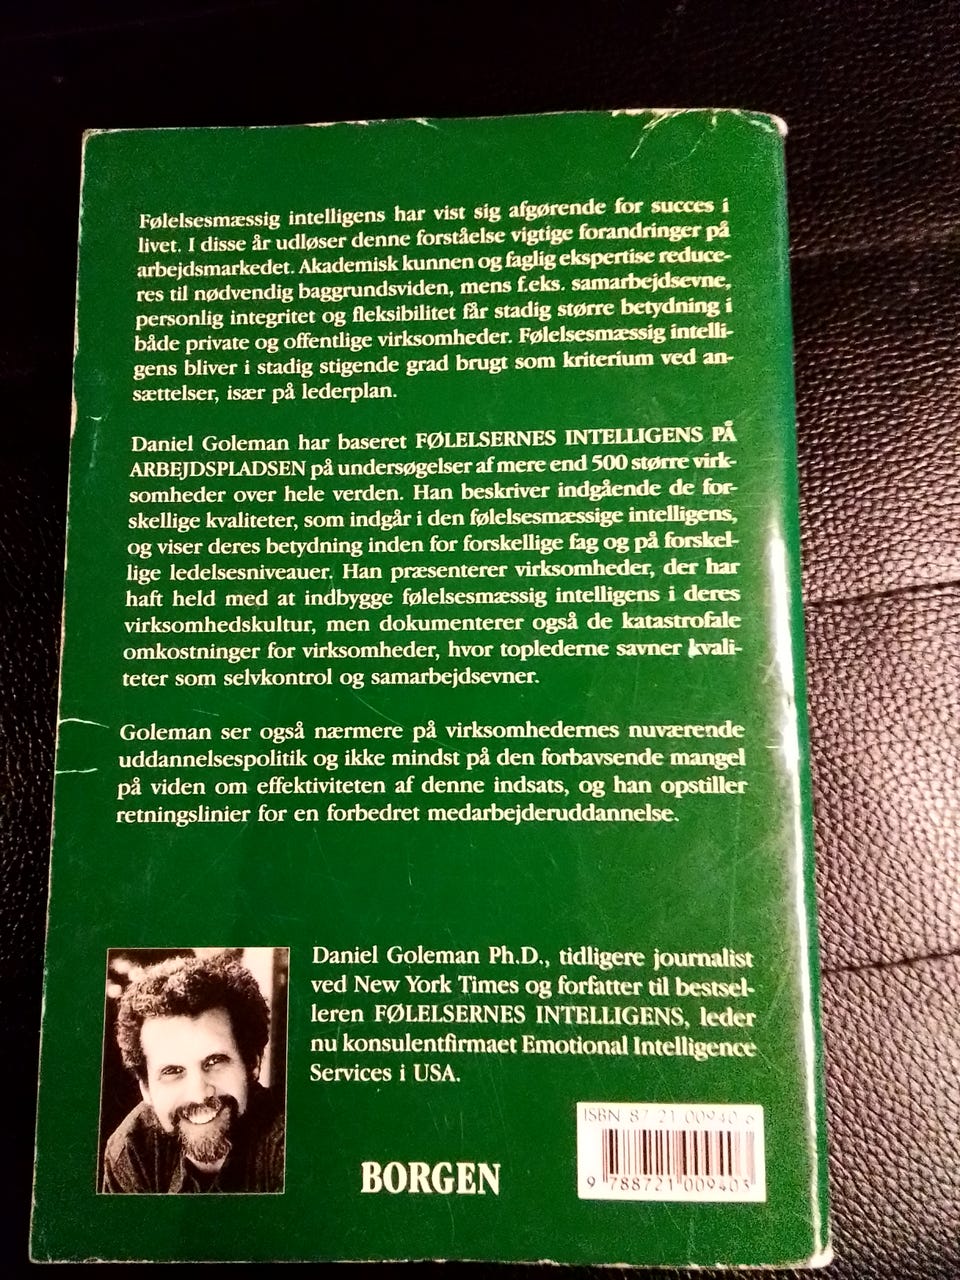 Følelsesmæssig intelligens har vist sig afgørende for succes i
livet. I disse år udløser denne forståelse vigtige forandringer på
arbejdsmarkedet. Akademisk kunnen og faglig ekspertise reduce-
res til nødvendig baggrundsviden, mens f.eks. samarbejdsevne,
personlig integritet og fleksibilitet får stadig større betydning i
både private og offentlige virksomheder. Følelsesmæssig intelli-
gens bliver i stadig stigende grad brugt som kriterium ved an-
sættelser, især på lederplan.
Daniel Goleman har baseret FØLELSERNES INTELLIGENS PÅ
ARBEJDSPLADSEN på undersøgelser af mere end 500 større virk-
somheder over hele verden. Han beskriver indgående de for-
skellige kvaliteter, som indgår i den følelsesmæssige intelligens,
og viser deres betydning inden for forskellige fag og på forskel-
lige ledelsesniveauer. Han præsenterer virksomheder, der har
haft held med at indbygge følelsesmæssig intelligens i deres
virksomhedskultur, men dokumenterer også de katastrofale
omkostninger for virksomheder, hvor toplederne savner kvali-
teter som selvkontrol og samarbejdsevner.
Goleman ser også nærmere på virksomhedernes nuværende
uddannelsespolitik og ikke mindst på den forbavsende mangel
på viden om effektiviteten af denne indsats, og han opstiller
retningslinier for en forbedret medarbejderuddannelse.
Daniel Goleman Ph.D., tidligere journalist
ved New York Times og forfatter til bestsel-
leren FØLELSERNES INTELLIGENS, leder
nu konsulentfirmaet Emotional Intelligence
Services i USA.
ISBN 87 21 00940 6
BORGEN
9 788721 009403